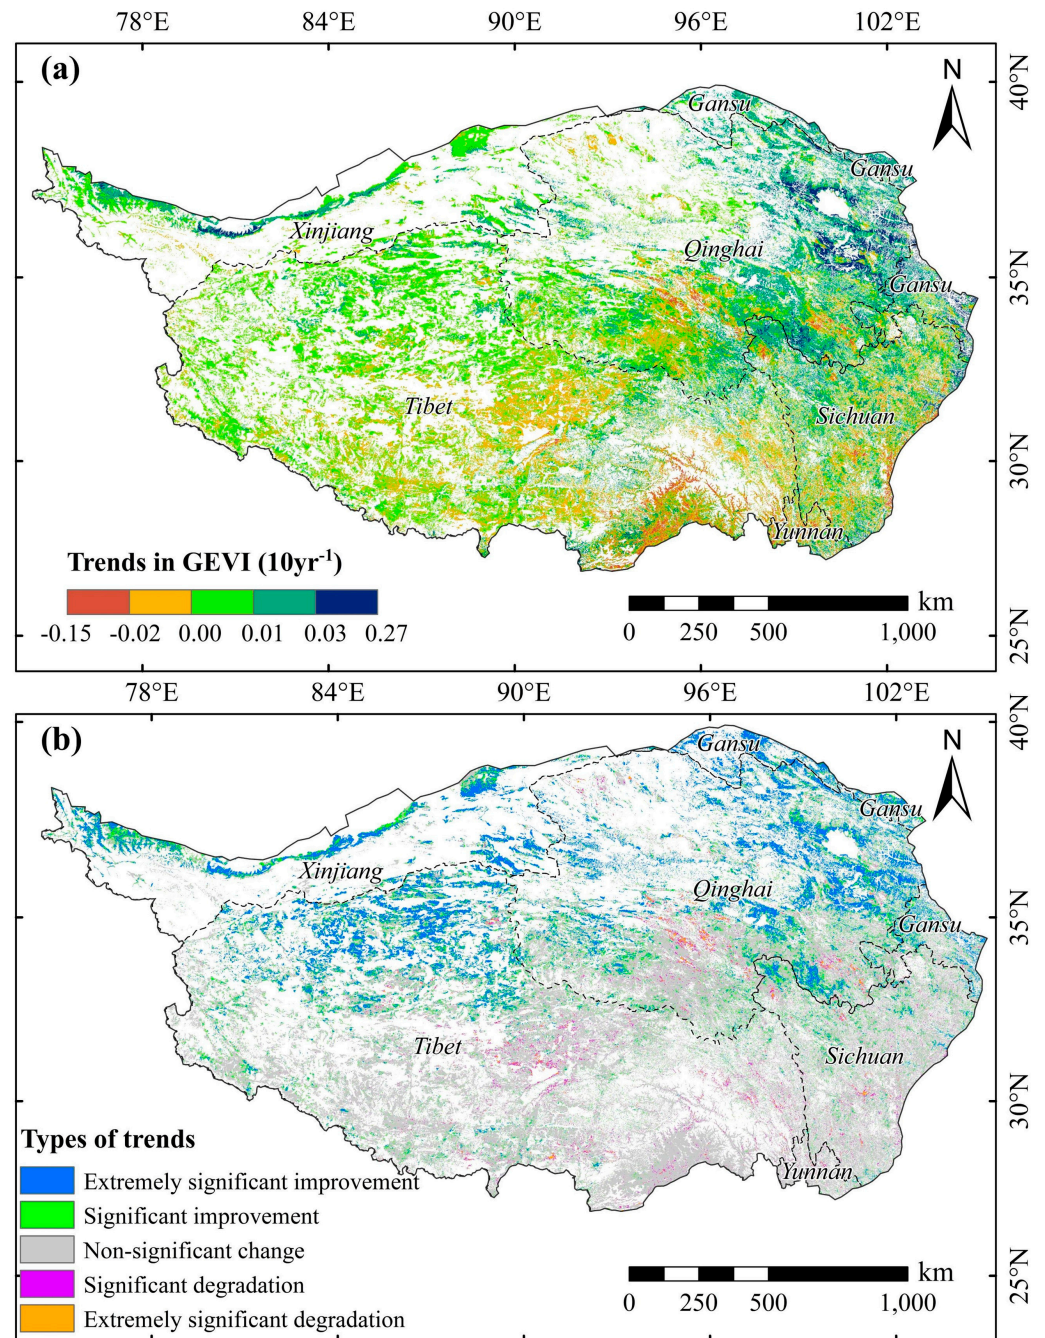 78°E 84°E 90°E 96°E 102°E
(a)
N
40°N
Gansu
Gansu
Xinjiang
Qinghai
35°N
Gansu
Tibet
Sichuan
30°N
Yunnan
Trends in GEVI (10yr-1)
-0.15 -0.02 0.00 0.01 0.03 0.27
km
0 250 500 1,000
25°N
78°E 84°E 90°E 96°E 102°E
(b)
N
40°N
Gansu
Gansu
Xinjiang
Qinghai
35°N
Gansu
Tibet
Sichuan
30°N
Yunnan
Types of trends
Extremely significant improvement
Significant improvement
Non-significant change
Significant degradation
Extremely significant degradation
km
0 250 500 1,000
25°N